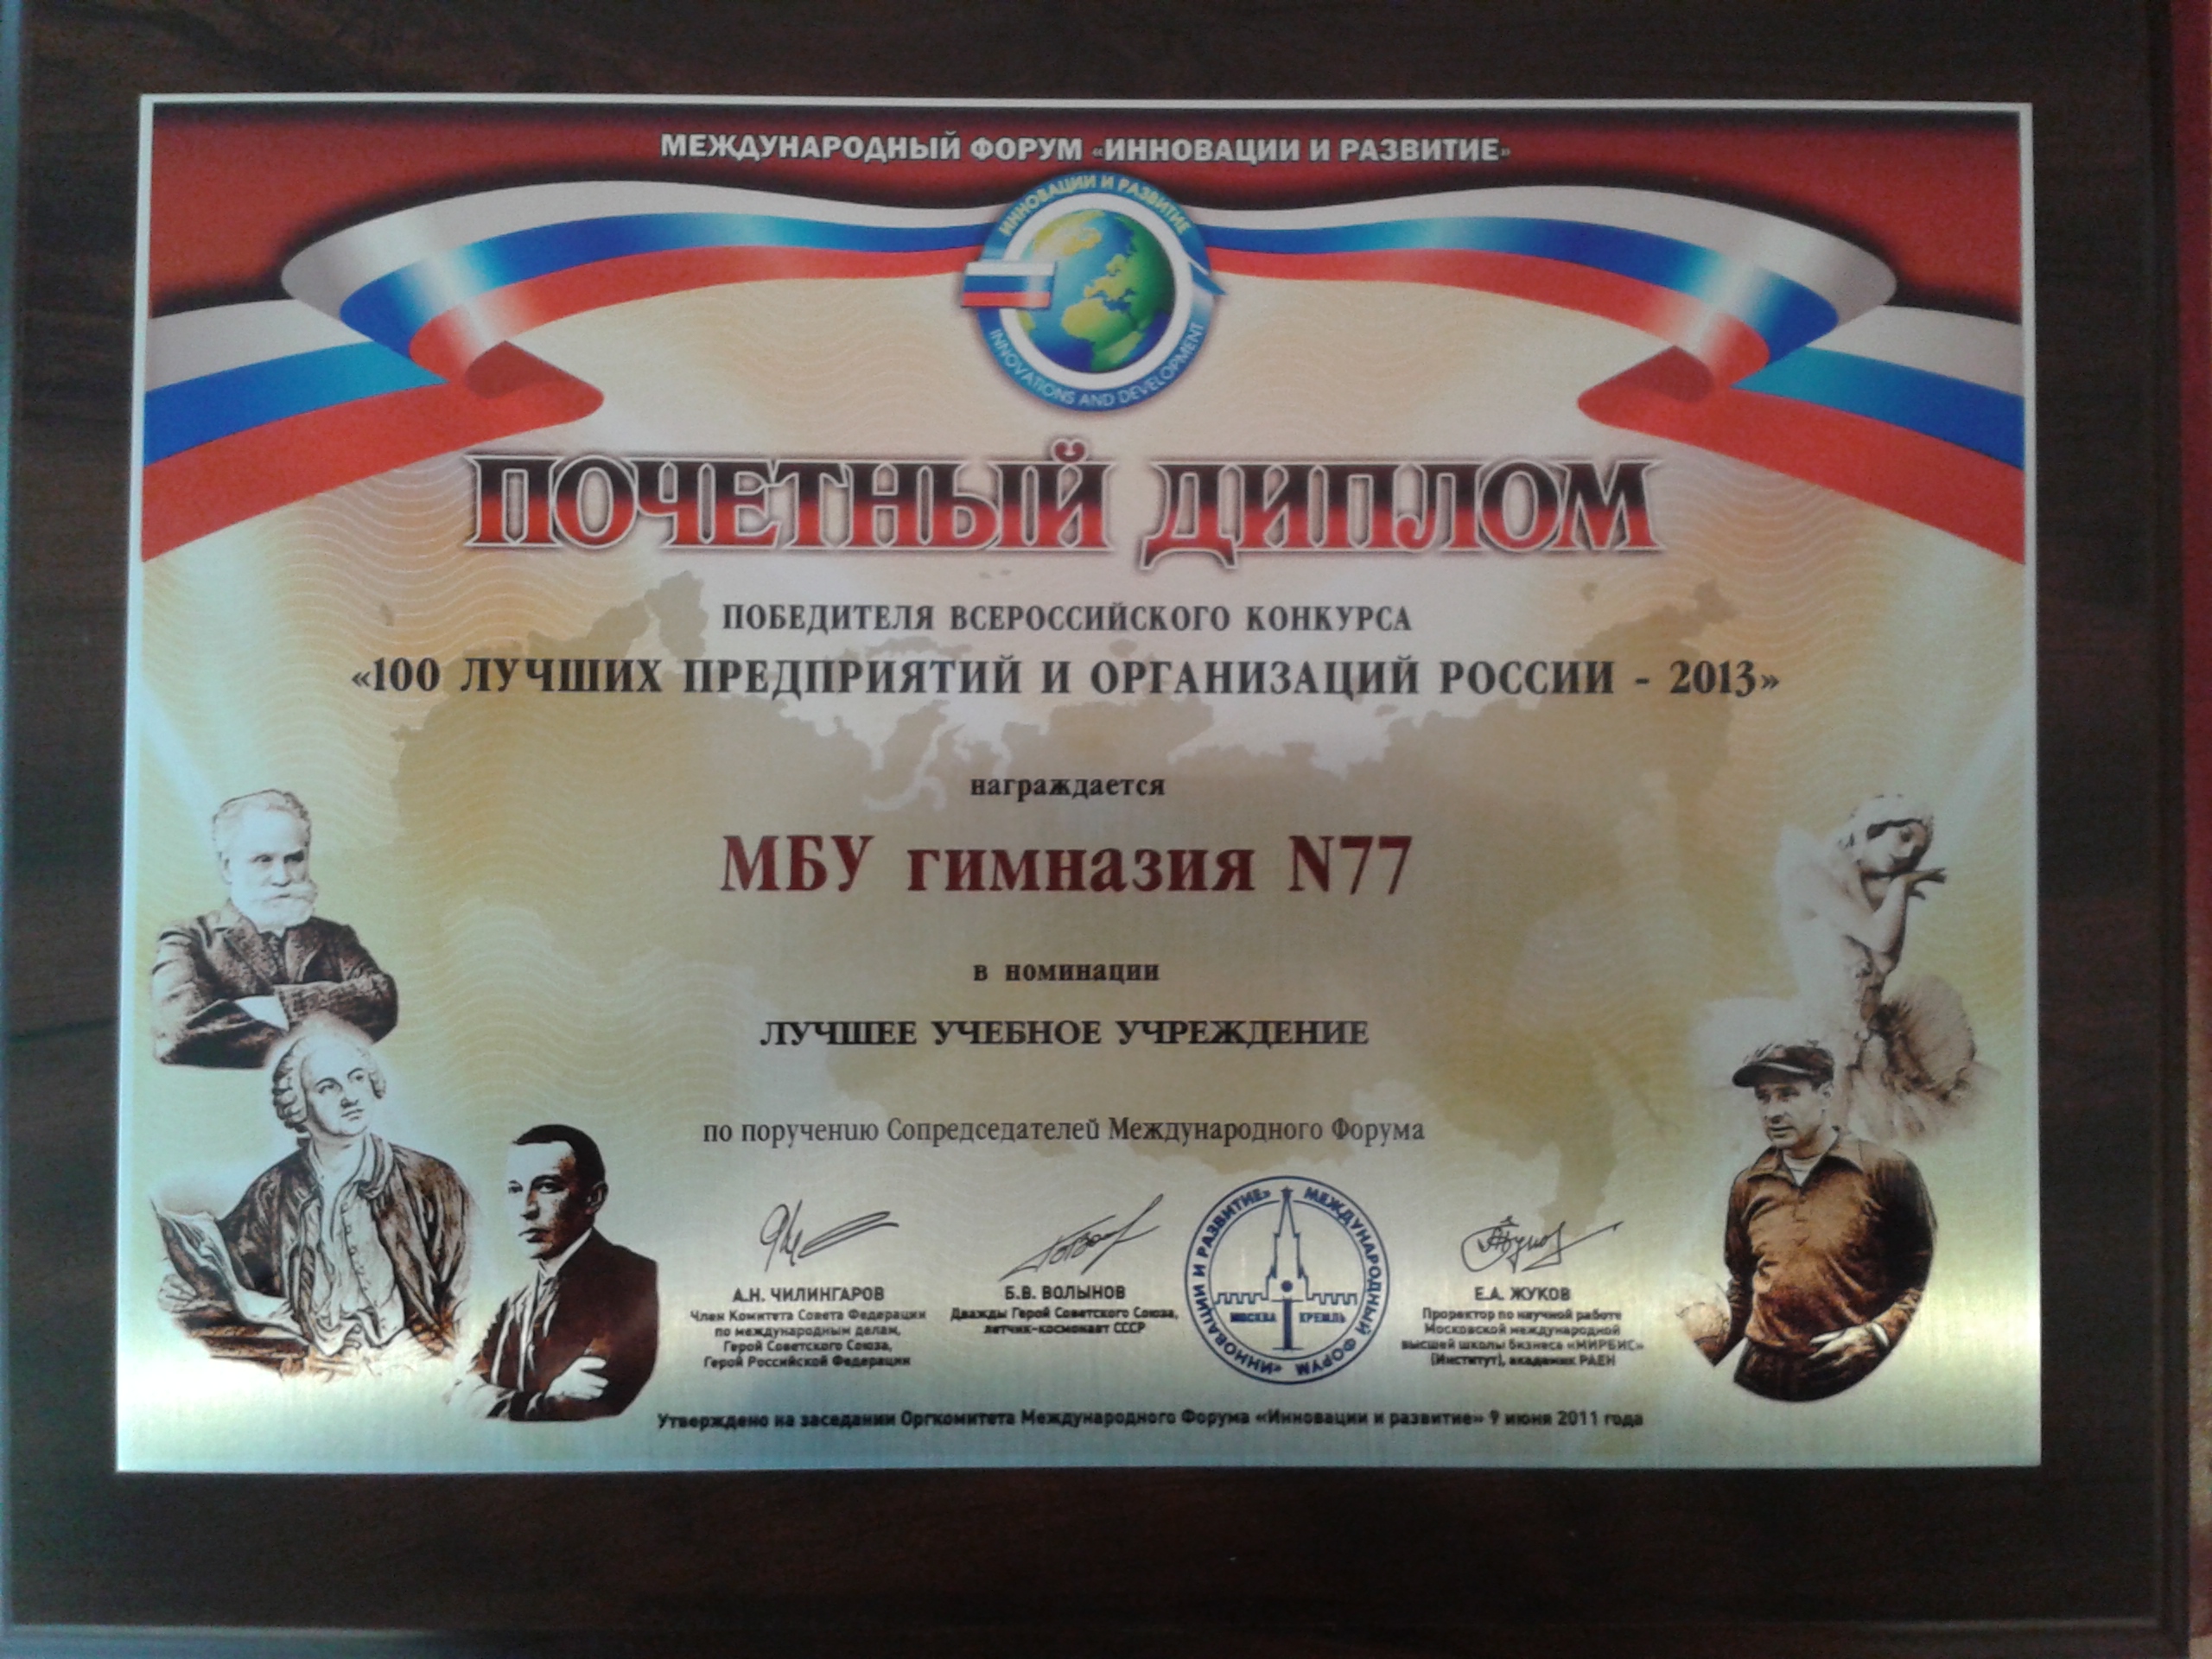 МЕЖДУНАРОДНЫЙ ФОРУМ «ИННОВАЦИИ И РАЗВИТИЕ»
ИННОВАЦИИ И РАЗВИТИЕ
INNOVATIONS AND DEVELOPMENT
ПОЧЕТНЫЙ ДИПЛОМ
ПОБЕДИТЕЛЯ ВСЕРОССИЙСКОГО КОНКУРСА
«100 ЛУЧШИХ ПРЕДПРИЯТИЙ И ОРГАНИЗАЦИЙ РОССИИ - 2013»
награждается
МБУ гимназия N77
в номинации
ЛУЧШЕЕ УЧЕБНОЕ УЧРЕЖДЕНИЕ
по поручению Сопредседателей Международного Форума
А.Н. ЧИЛИНГАРОВ
Член Комитета Совета Федерации
по международным делам,
Герой Советского Союза,
Герой Российской Федерации
Б.В. ВОЛЫНОВ
Дважды Герой Советского Союза,
летчик-космонавт СССР
МЕЖДУНАРОДНЫЙ ФОРУМ «ИННОВАЦИИ И РАЗВИТИЕ»
МОСКВА КРЕМЛЬ
Е.А. ЖУКОВ
Проректор по научной работе
Московской международной
высшей школы бизнеса «МИРБИС»
(Институт), академик РАЕН
Утверждено на заседании Оргкомитета Международного Форума «Инновации и развитие» 9 июня 2011 года